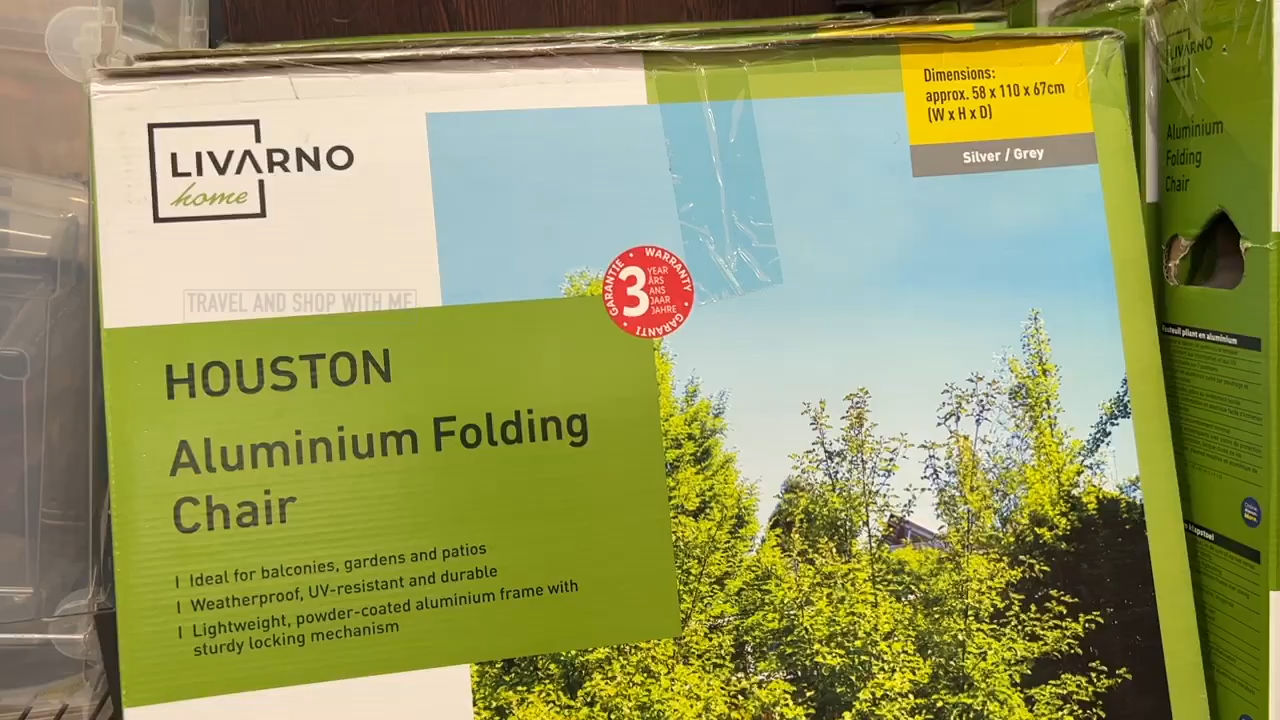 LIVARNO
home
Dimensions:
approx. 58 x 110 x 67cm
(W x H x D)
Silver / Grey
GARANTIE • WARRANTY • GARANTI
3
YEAR
ÅRS
ANS
JAAR
JAHRE
TRAVEL AND SHOP WITH ME
HOUSTON
Aluminium Folding
Chair
I Ideal for balconies, gardens and patios
I Weatherproof, UV-resistant and durable
I Lightweight, powder-coated aluminium frame with
sturdy locking mechanism
LIVARNO
home
Aluminium
Folding
Chair
Fauteuil pliant en aluminium